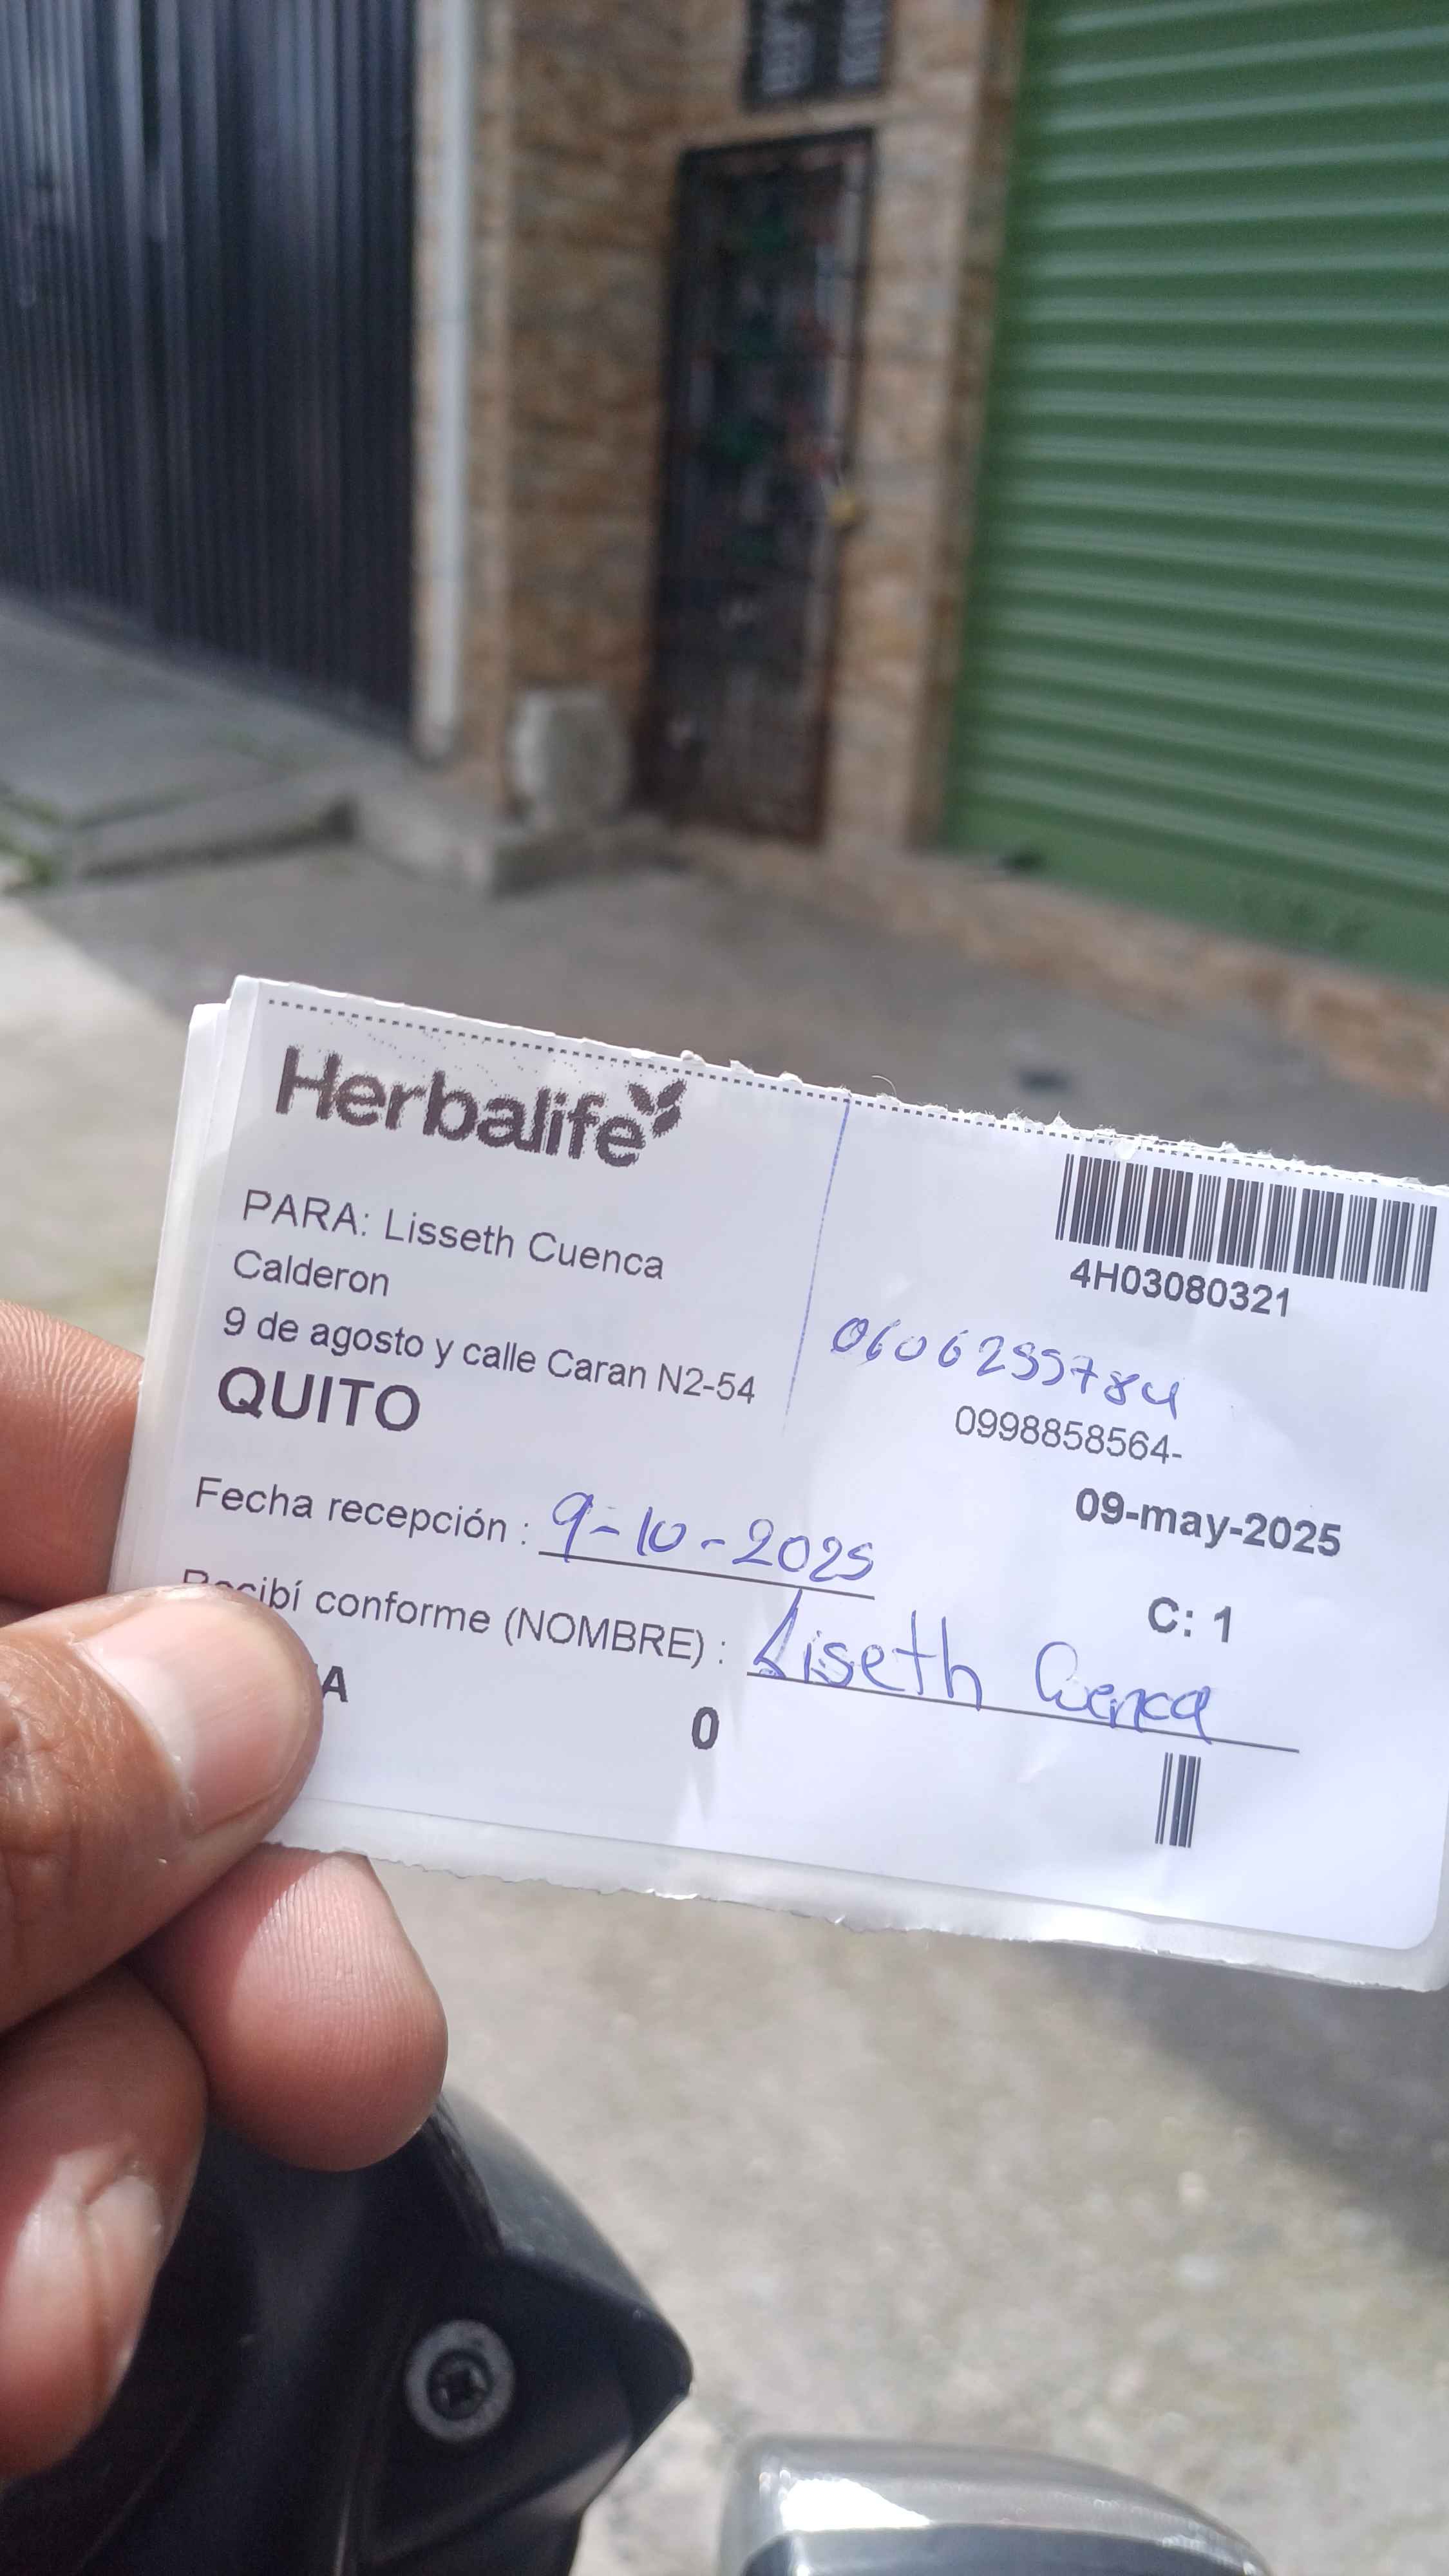 Herbalife
4H03080321
PARA: Lisseth Cuenca
Calderon
9 de agosto y calle Caran N2-54
QUITO
0606255784
0998858564-
09-may-2025
Fecha recepción : 9-10-2025
C: 1
Recibí conforme (NOMBRE) : Liseth Cuenca
0